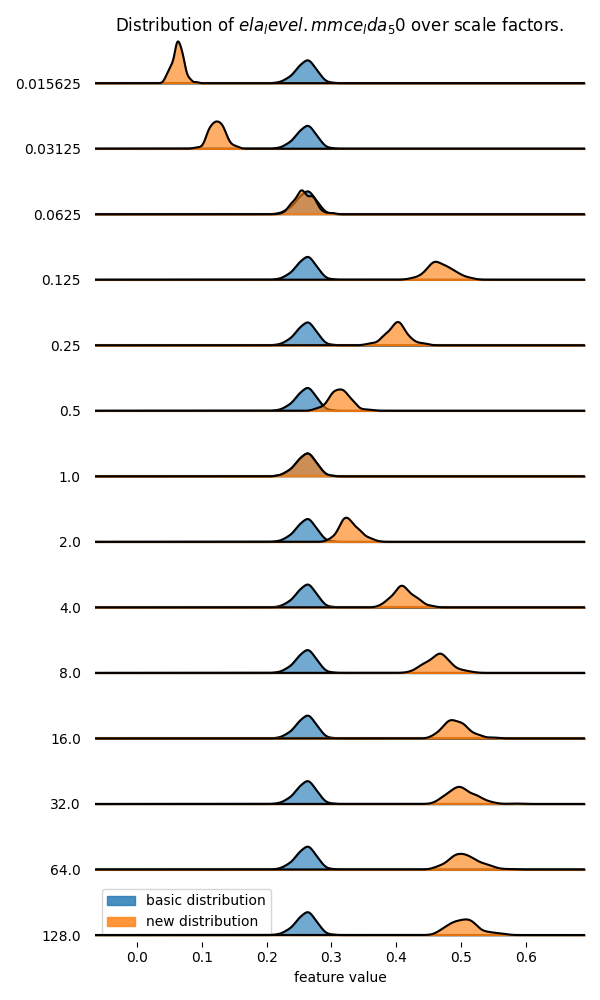 Distribution of ela_level.mmce_lda_50 over scale factors.
0.015625
0.03125
0.0625
0.125
0.25
0.5
1.0
2.0
4.0
8.0
16.0
32.0
64.0
128.0
basic distribution
new distribution
0.0 0.1 0.2 0.3 0.4 0.5 0.6
feature value